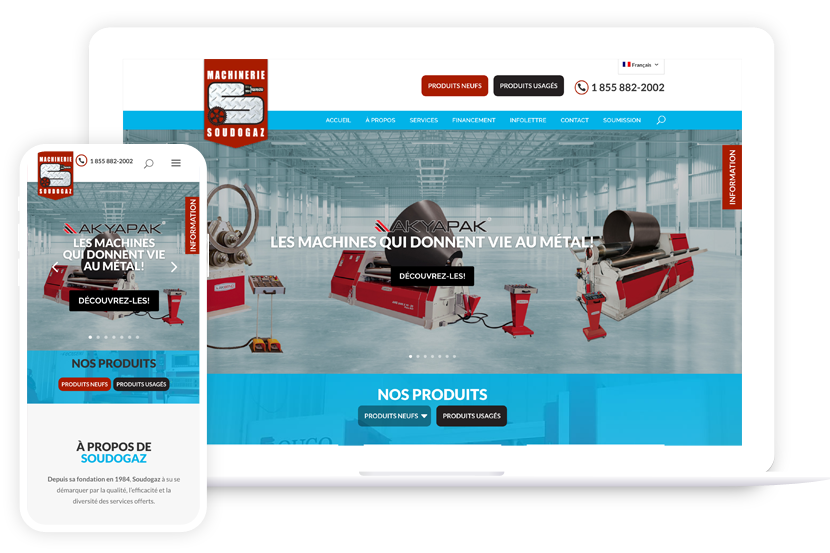 MACHINERIE
SOUDOGAZ
Français
PRODUITS NEUFS
PRODUITS USAGÉS
1 855 882-2002
ACCUEIL
À PROPOS
SERVICES
FINANCEMENT
INFOLETTRE
CONTACT
SOUMISSION
INFORMATION
AKYAPAK
LES MACHINES QUI DONNENT VIE AU MÉTAL!
DÉCOUVREZ-LES!
NOS PRODUITS
PRODUITS NEUFS
PRODUITS USAGÉS
MACHINERIE
SOUDOGAZ
1 855 882-2002
INFORMATION
AKYAPAK
LES MACHINES
QUI DONNENT VIE
AU MÉTAL!
DÉCOUVREZ-LES!
NOS PRODUITS
PRODUITS NEUFS
PRODUITS USAGÉS
À PROPOS DE
SOUDOGAZ
Depuis sa fondation en 1984, Soudogaz à su se
démarquer par la qualité, l'efficacité et la
diversité des services offerts.